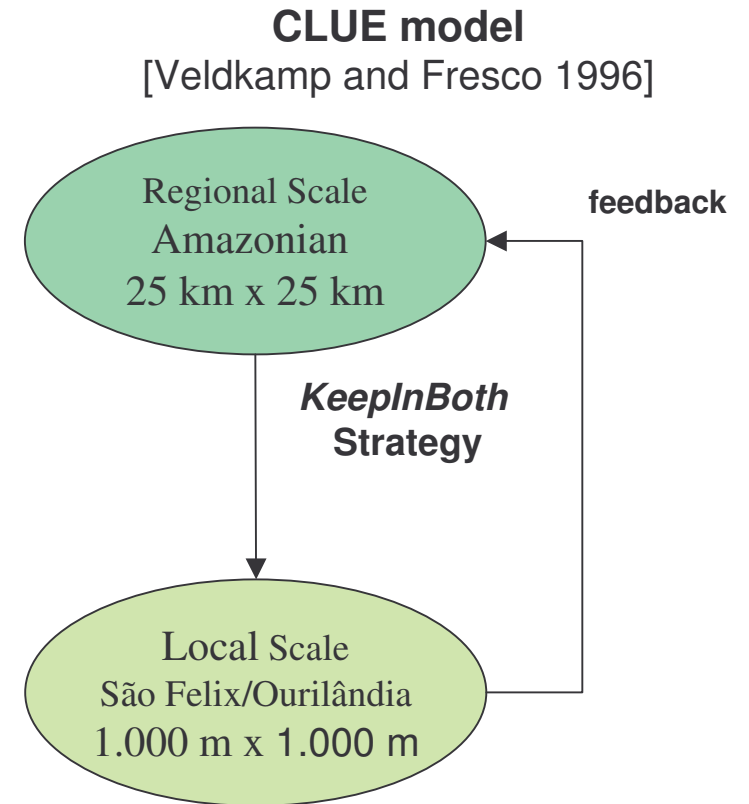 CLUE model
[Veldkamp and Fresco 1996]
Regional Scale
Amazonian
25 km x 25 km
feedback
KeepInBoth
Strategy
Local Scale
São Felix/Ourilândia
1.000 m x 1.000 m